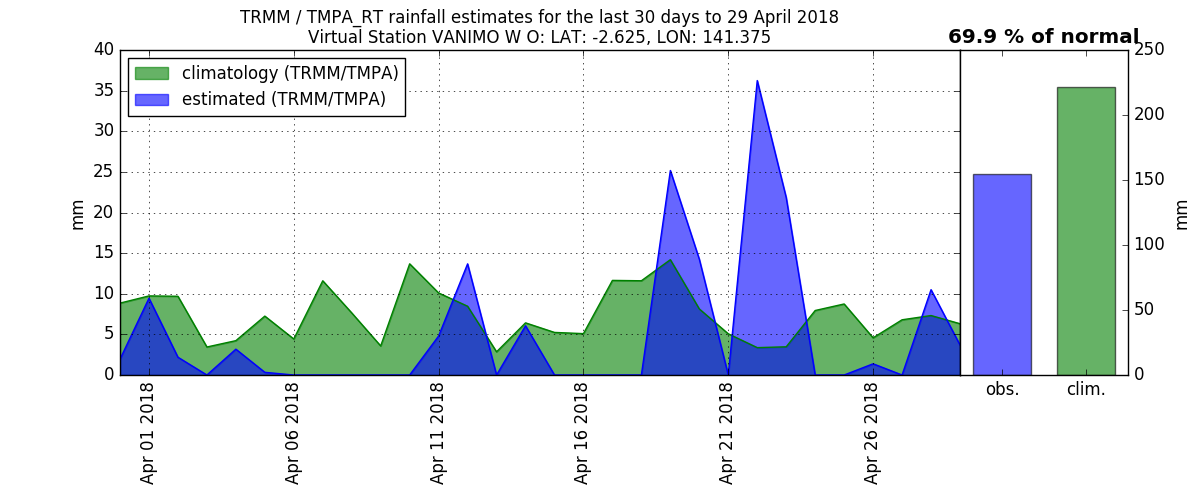 TRMM / TMPA_RT rainfall estimates for the last 30 days to 29 April 2018
Virtual Station VANIMO W O: LAT: -2.625, LON: 141.375
69.9 % of normal
climatology (TRMM/TMPA)
estimated (TRMM/TMPA)
40
35
30
25
20
15
10
5
0
mm
Apr 01 2018
Apr 06 2018
Apr 11 2018
Apr 16 2018
Apr 21 2018
Apr 26 2018
obs.
clim.
250
200
150
100
50
0
mm